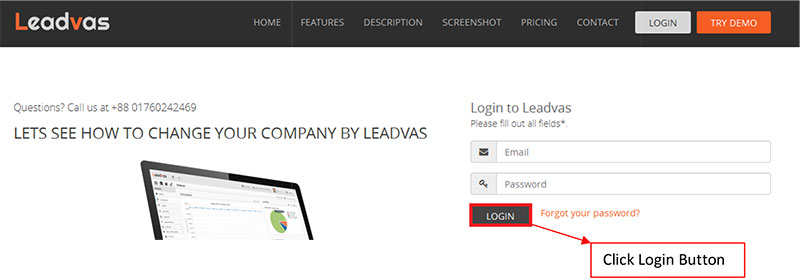 Leadvas
HOME FEATURES DESCRIPTION SCREENSHOT PRICING CONTACT LOGIN TRY DEMO
Questions? Call us at +88 01760242469
LETS SEE HOW TO CHANGE YOUR COMPANY BY LEADVAS
Login to Leadvas
Please fill out all fields*.
Email
Password
LOGIN Forgot your password?
Click Login Button